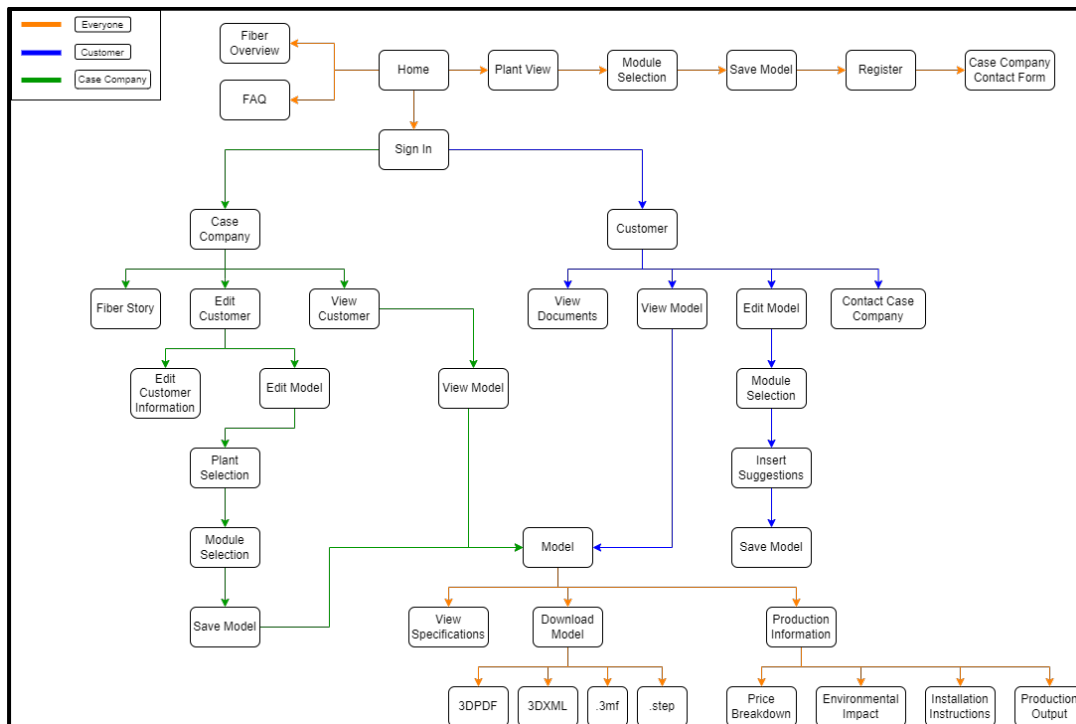 Everyone
Customer
Case Company
Fiber
Overview
FAQ
Home
Plant View
Module
Selection
Save Model
Register
Case Company
Contact Form
Sign In
Case
Company
Customer
Fiber Story
Edit
Customer
View
Customer
View
Documents
View Model
Edit Model
Contact Case
Company
Edit
Customer
Information
Edit Model
View Model
Module
Selection
Plant
Selection
Insert
Suggestions
Module
Selection
Model
Save Model
Save Model
View
Specifications
Download
Model
Production
Information
3DPDF
3DXML
.3mf
.step
Price
Breakdown
Environmental
Impact
Installation
Instructions
Production
Output